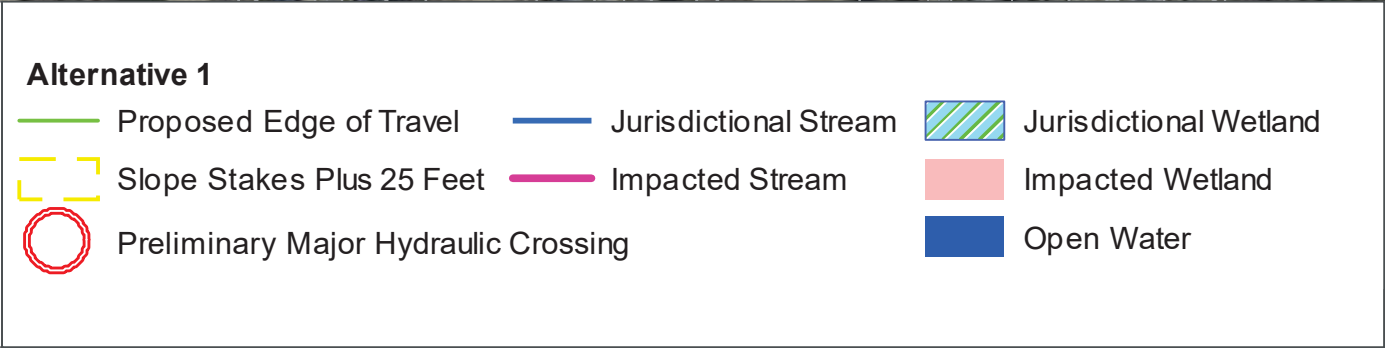 Alternative 1
Proposed Edge of Travel
Jurisdictional Stream
Jurisdictional Wetland
Slope Stakes Plus 25 Feet
Impacted Stream
Impacted Wetland
Preliminary Major Hydraulic Crossing
Open Water